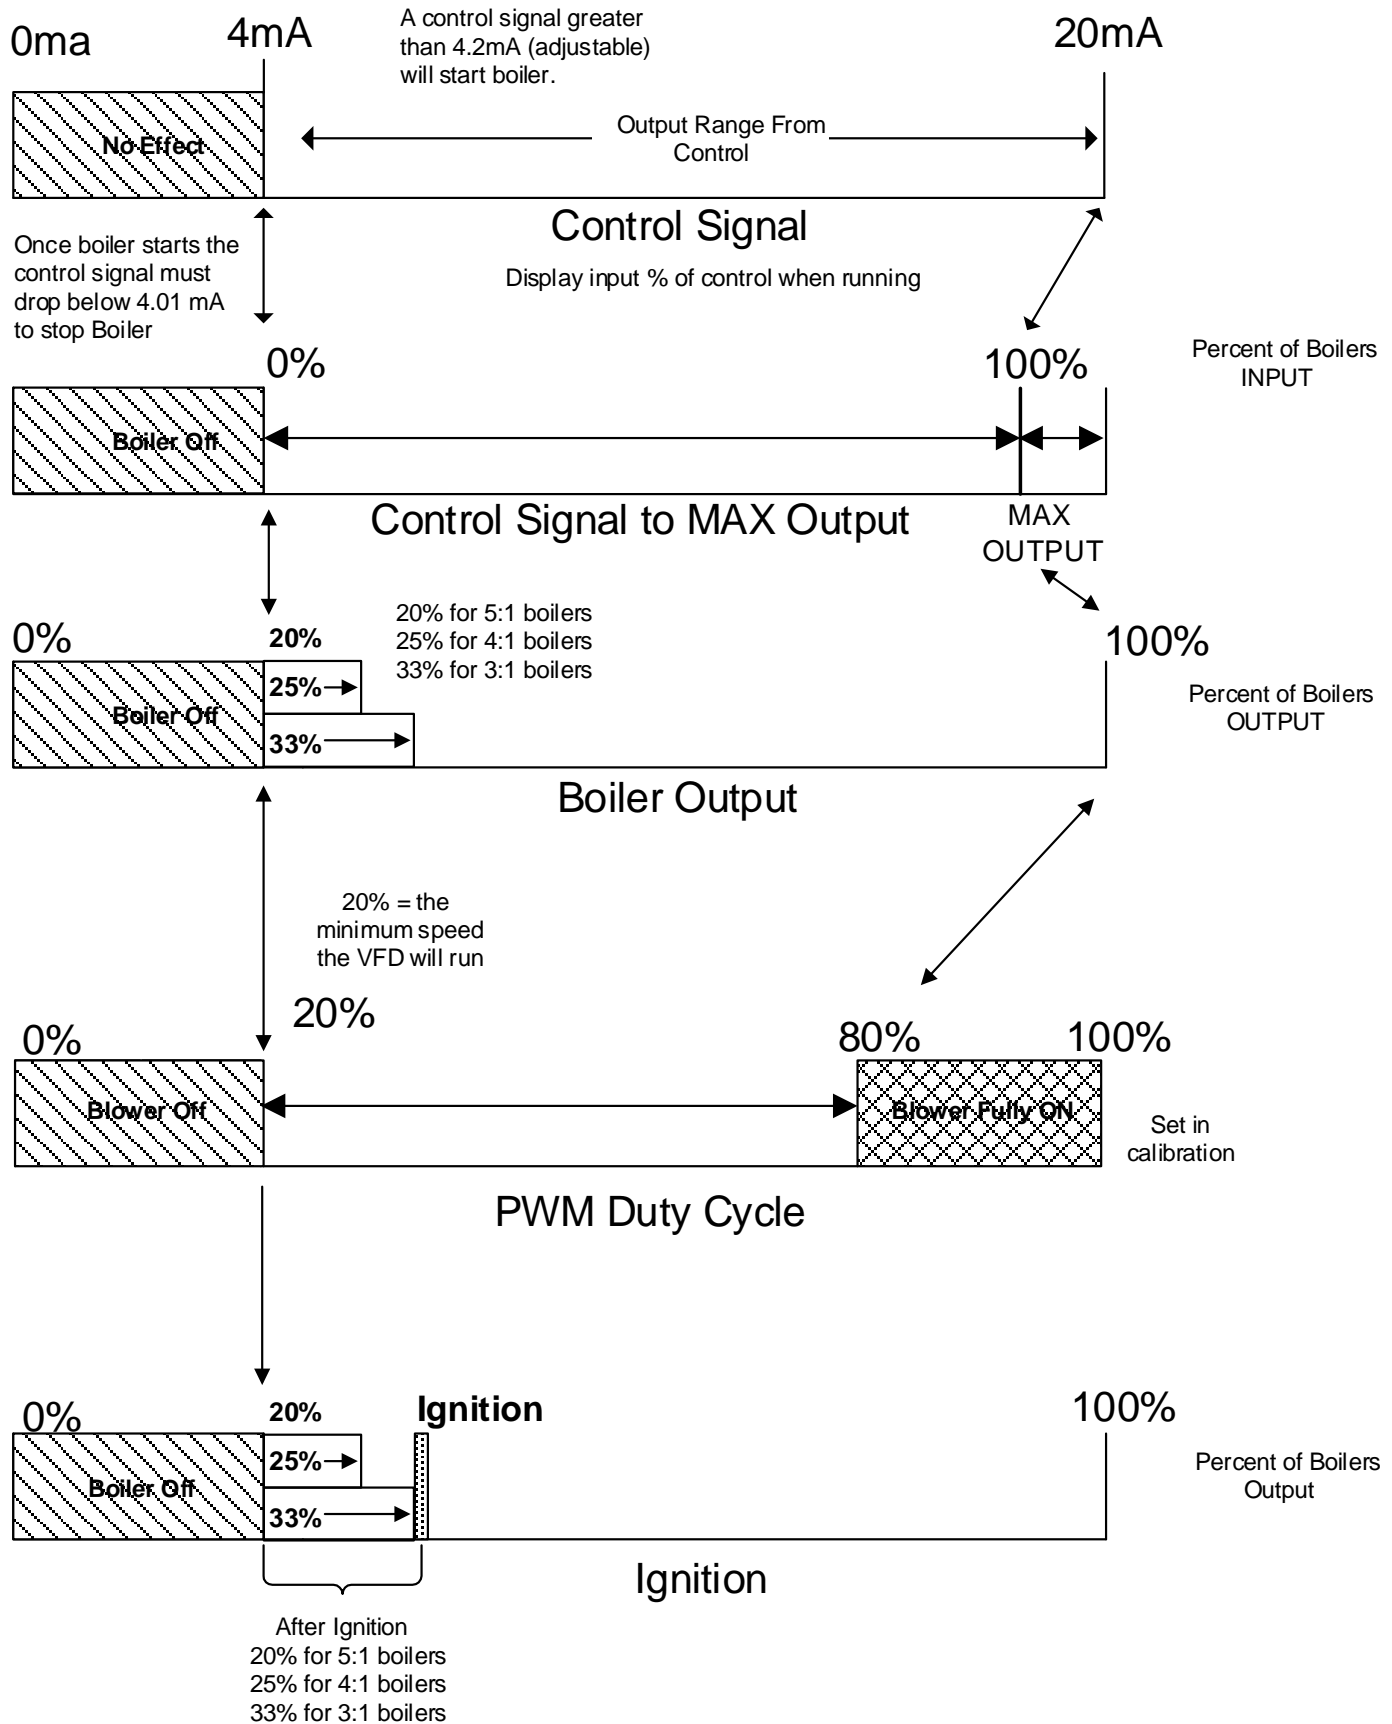 0ma
4mA
A control signal greater
than 4.2mA (adjustable)
will start boiler.
20mA
No Effect
Output Range From
Control
Control Signal
Once boiler starts the
control signal must
drop below 4.01 mA
to stop Boiler
Display input % of control when running
0%
100%
Percent of Boilers
INPUT
Boiler Off
Control Signal to MAX Output
MAX
OUTPUT
0%
20%
20% for 5:1 boilers
25% for 4:1 boilers
33% for 3:1 boilers
100%
Boiler Off
25%
33%
Percent of Boilers
OUTPUT
Boiler Output
20% = the
minimum speed
the VFD will run
0%
20%
80%
100%
Blower Off
Blower Fully ON
Set in
calibration
PWM Duty Cycle
0%
20%
Ignition
100%
Boiler Off
25%
33%
Percent of Boilers
Output
Ignition
After Ignition
20% for 5:1 boilers
25% for 4:1 boilers
33% for 3:1 boilers